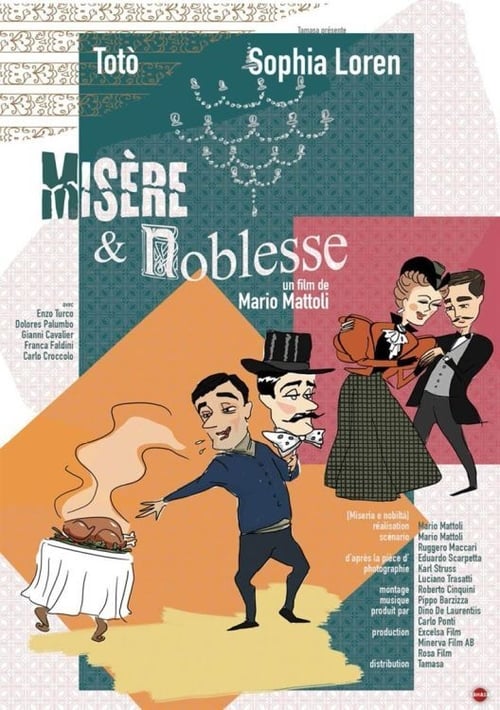 Tamasa présente
Totò
Sophia Loren
MISÈRE
& Noblesse
un film de
Mario Mattoli
avec
Enzo Turco
Dolores Palumbo
Gianni Cavalier
Franca Faldini
Carlo Croccolo
[Miseria e nobiltà]
réalisation Mario Mattoli
scénario Mario Mattoli
Ruggero Maccari
d'après la pièce d' Eduardo Scarpetta
photographie Karl Struss
Luciano Trasatti
montage Roberto Cinquini
musique Pippo Barzizza
produit par Dino De Laurentiis
Carlo Ponti
production Excelsa Film
Minerva Film AB
Rosa Film
distribution Tamasa